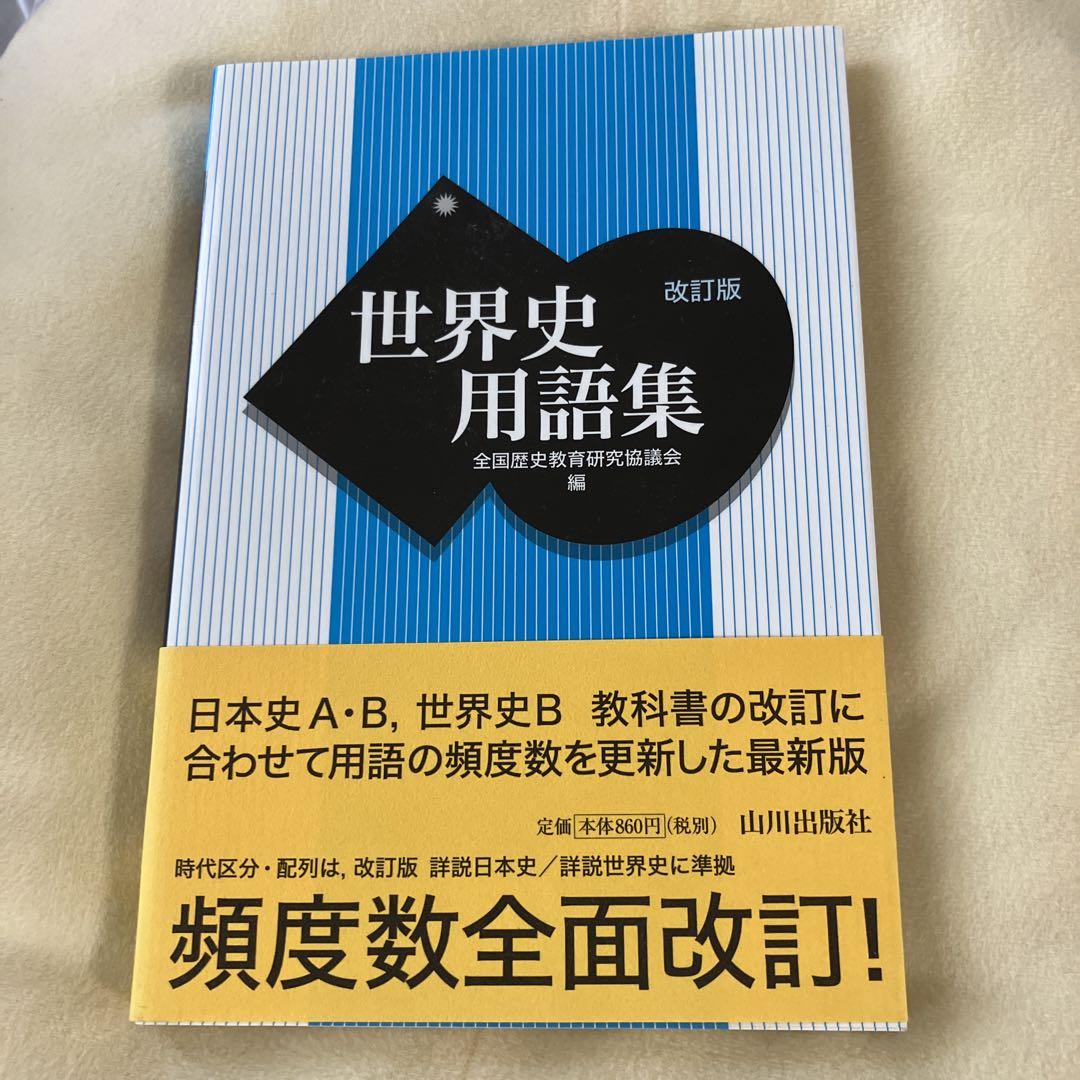 改訂版
世界史
用語集
全国歴史教育研究協議会
編
日本史A・B, 世界史B 教科書の改訂に
合わせて用語の頻度数を更新した最新版
定価 本体860円 (税別) 山川出版社
時代区分・配列は, 改訂版 詳説日本史/詳説世界史に準拠
頻度数全面改訂!